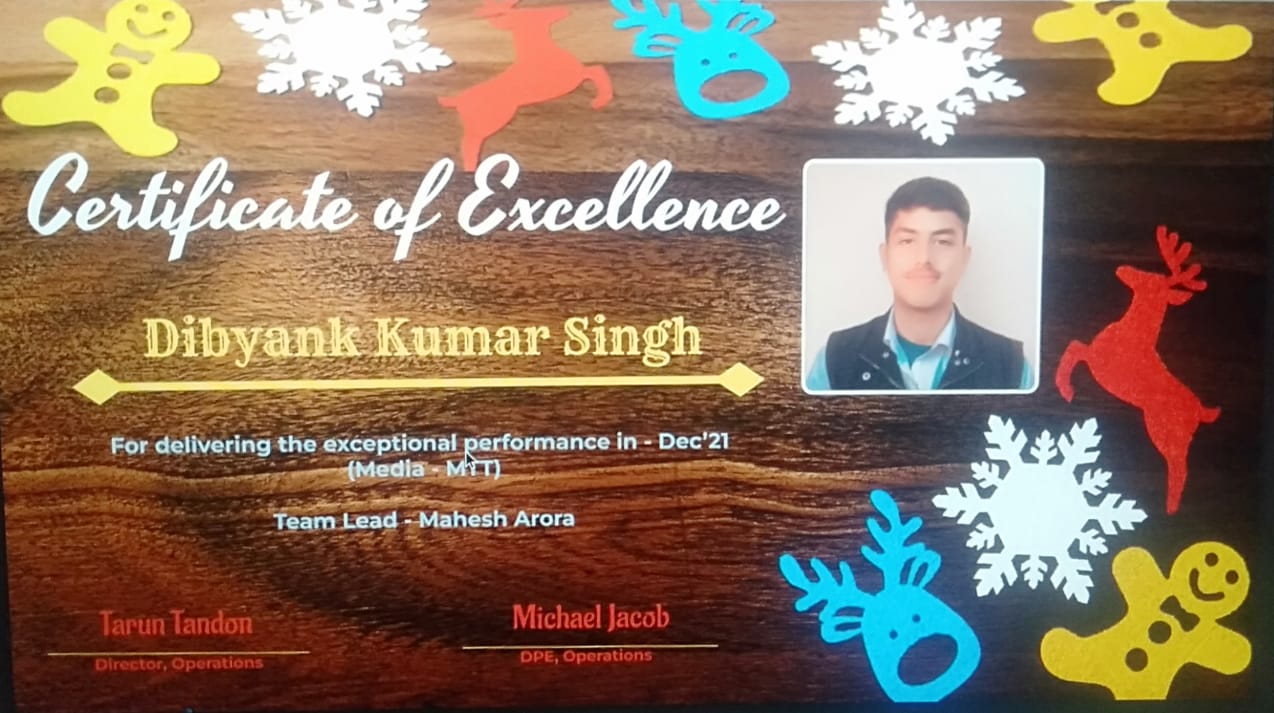 Certificate of Excellence
Dibyank Kumar Singh
For delivering the exceptional performance in - Dec’21
(Media - MTT)
Team Lead - Mahesh Arora
Tarun Tandon
Director, Operations
Michael Jacob
DPE, Operations